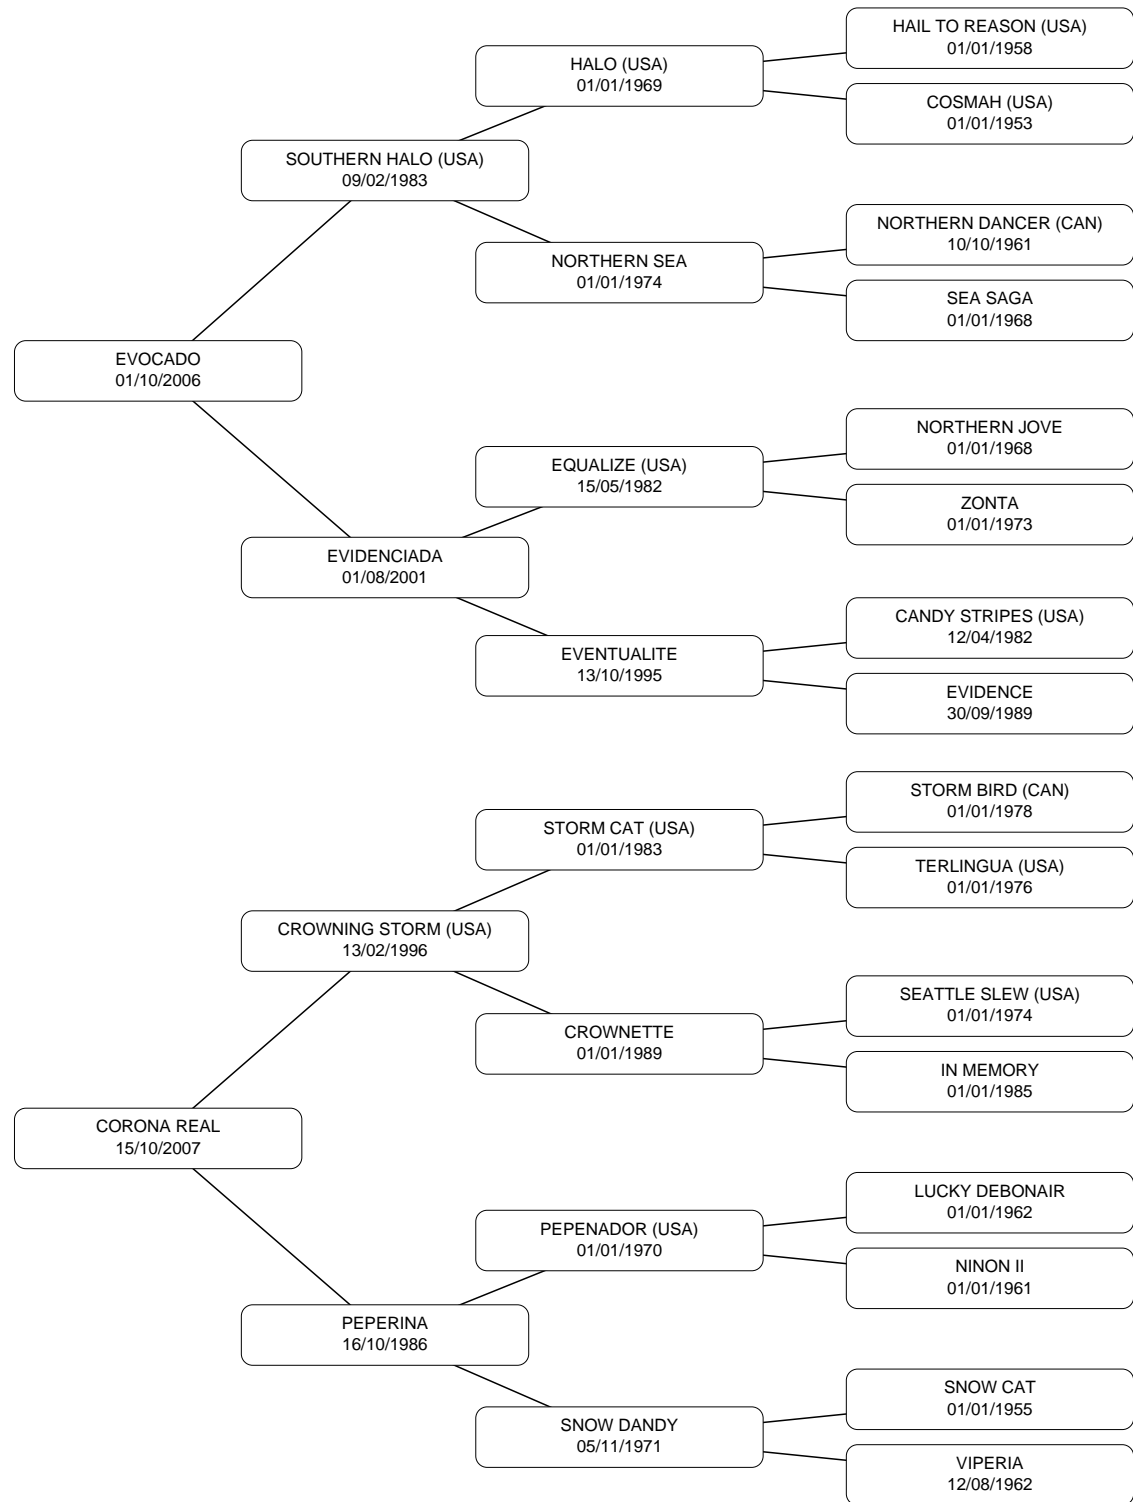 HAIL TO REASON (USA)
01/01/1958
HALO (USA)
01/01/1969
COSMAH (USA)
01/01/1953
SOUTHERN HALO (USA)
09/02/1983
NORTHERN DANCER (CAN)
10/10/1961
NORTHERN SEA
01/01/1974
SEA SAGA
01/01/1968
EVOCADO
01/10/2006
NORTHERN JOVE
01/01/1968
EQUALIZE (USA)
15/05/1982
ZONTA
01/01/1973
EVIDENCIADA
01/08/2001
CANDY STRIPES (USA)
12/04/1982
EVENTUALITE
13/10/1995
EVIDENCE
30/09/1989
STORM BIRD (CAN)
01/01/1978
STORM CAT (USA)
01/01/1983
TERLINGUA (USA)
01/01/1976
CROWNING STORM (USA)
13/02/1996
SEATTLE SLEW (USA)
01/01/1974
CROWNETTE
01/01/1989
IN MEMORY
01/01/1985
CORONA REAL
15/10/2007
LUCKY DEBONAIR
01/01/1962
PEPENADOR (USA)
01/01/1970
NINON II
01/01/1961
PEPERINA
16/10/1986
SNOW CAT
01/01/1955
SNOW DANDY
05/11/1971
VIPERIA
12/08/1962